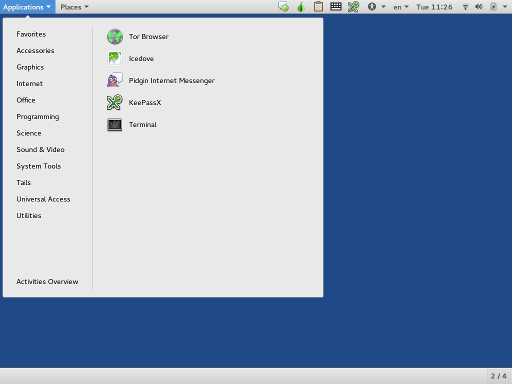 Applications Places en Tue 11:26
Favorites
Accessories
Graphics
Internet
Office
Programming
Science
Sound & Video
System Tools
Tails
Universal Access
Utilities
Activities Overview
Tor Browser
Icedove
Pidgin Internet Messenger
KeePassX
Terminal
2 / 4